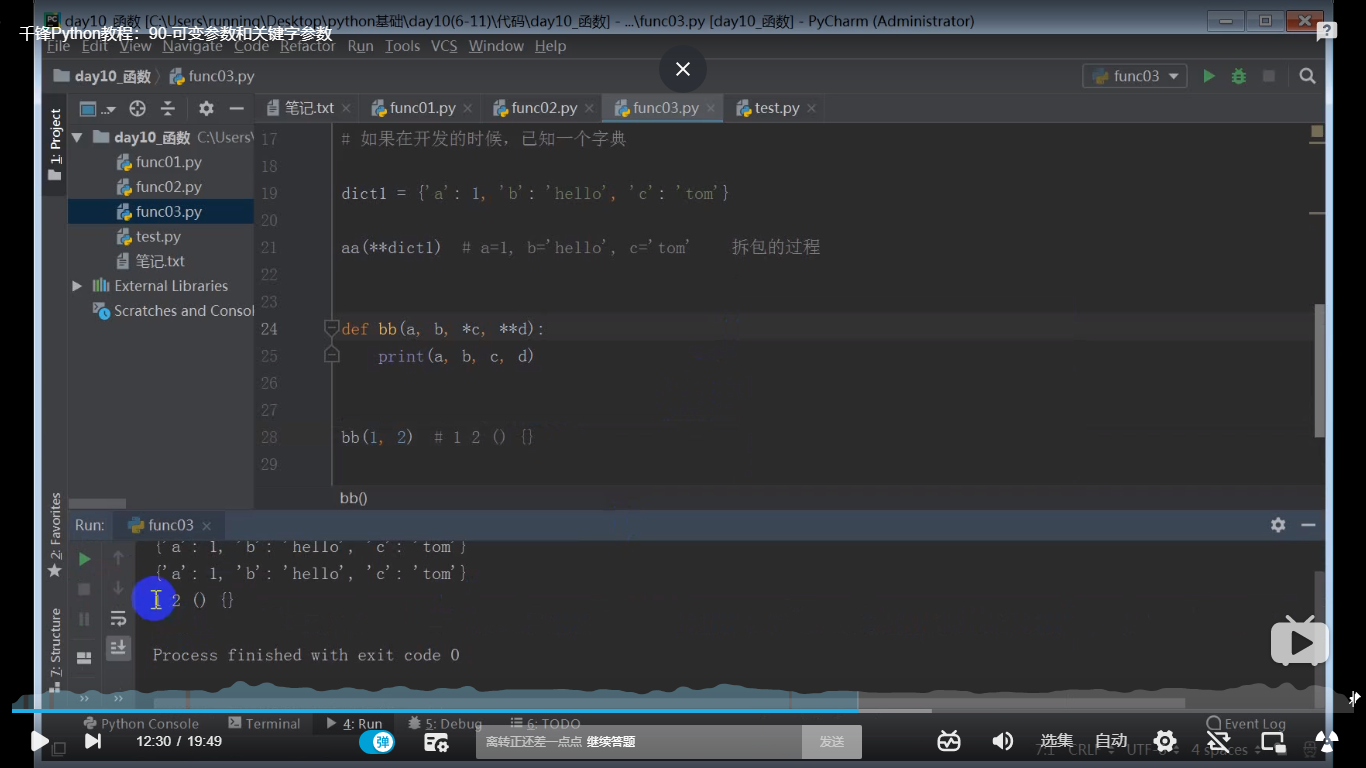 day10_函数 [C:\Users\running\Desktop\python基础\day10(6-11)\代码\day10_函数] - ...\func03.py [day10_函数] - PyCharm (Administrator)
千锋Python教程：90-可变参数和关键字参数
File Edit View Navigate Code Refactor Run Tools VCS Window Help
day10_函数 func03.py func03
1: Project
笔记.txt func01.py func02.py func03.py test.py
day10_函数 C:\Users\
func01.py
func02.py
func03.py
test.py
笔记.txt
External Libraries
Scratches and Consol
17 # 如果在开发的时候，已知一个字典
18
19 dict1 = {'a': 1, 'b': 'hello', 'c': 'tom'}
20
21 aa(**dict1) # a=1, b='hello', c='tom' 拆包的过程
22
23
24 def bb(a, b, *c, **d):
25 print(a, b, c, d)
26
27
28 bb(1, 2) # 1 2 () {}
29
bb()
2: Favorites
7: Structure
Run: func03
{'a': 1, 'b': 'hello', 'c': 'tom'}
{'a': 1, 'b': 'hello', 'c': 'tom'}
2 () {}
Process finished with exit code 0
Python Console Terminal 4: Run 5: Debug 6: TODO Event Log
12:30 / 19:49 弹 离转正还差一点点 继续答题 发送 选集 自动
7:1 CRLF UTF-8 4 spaces